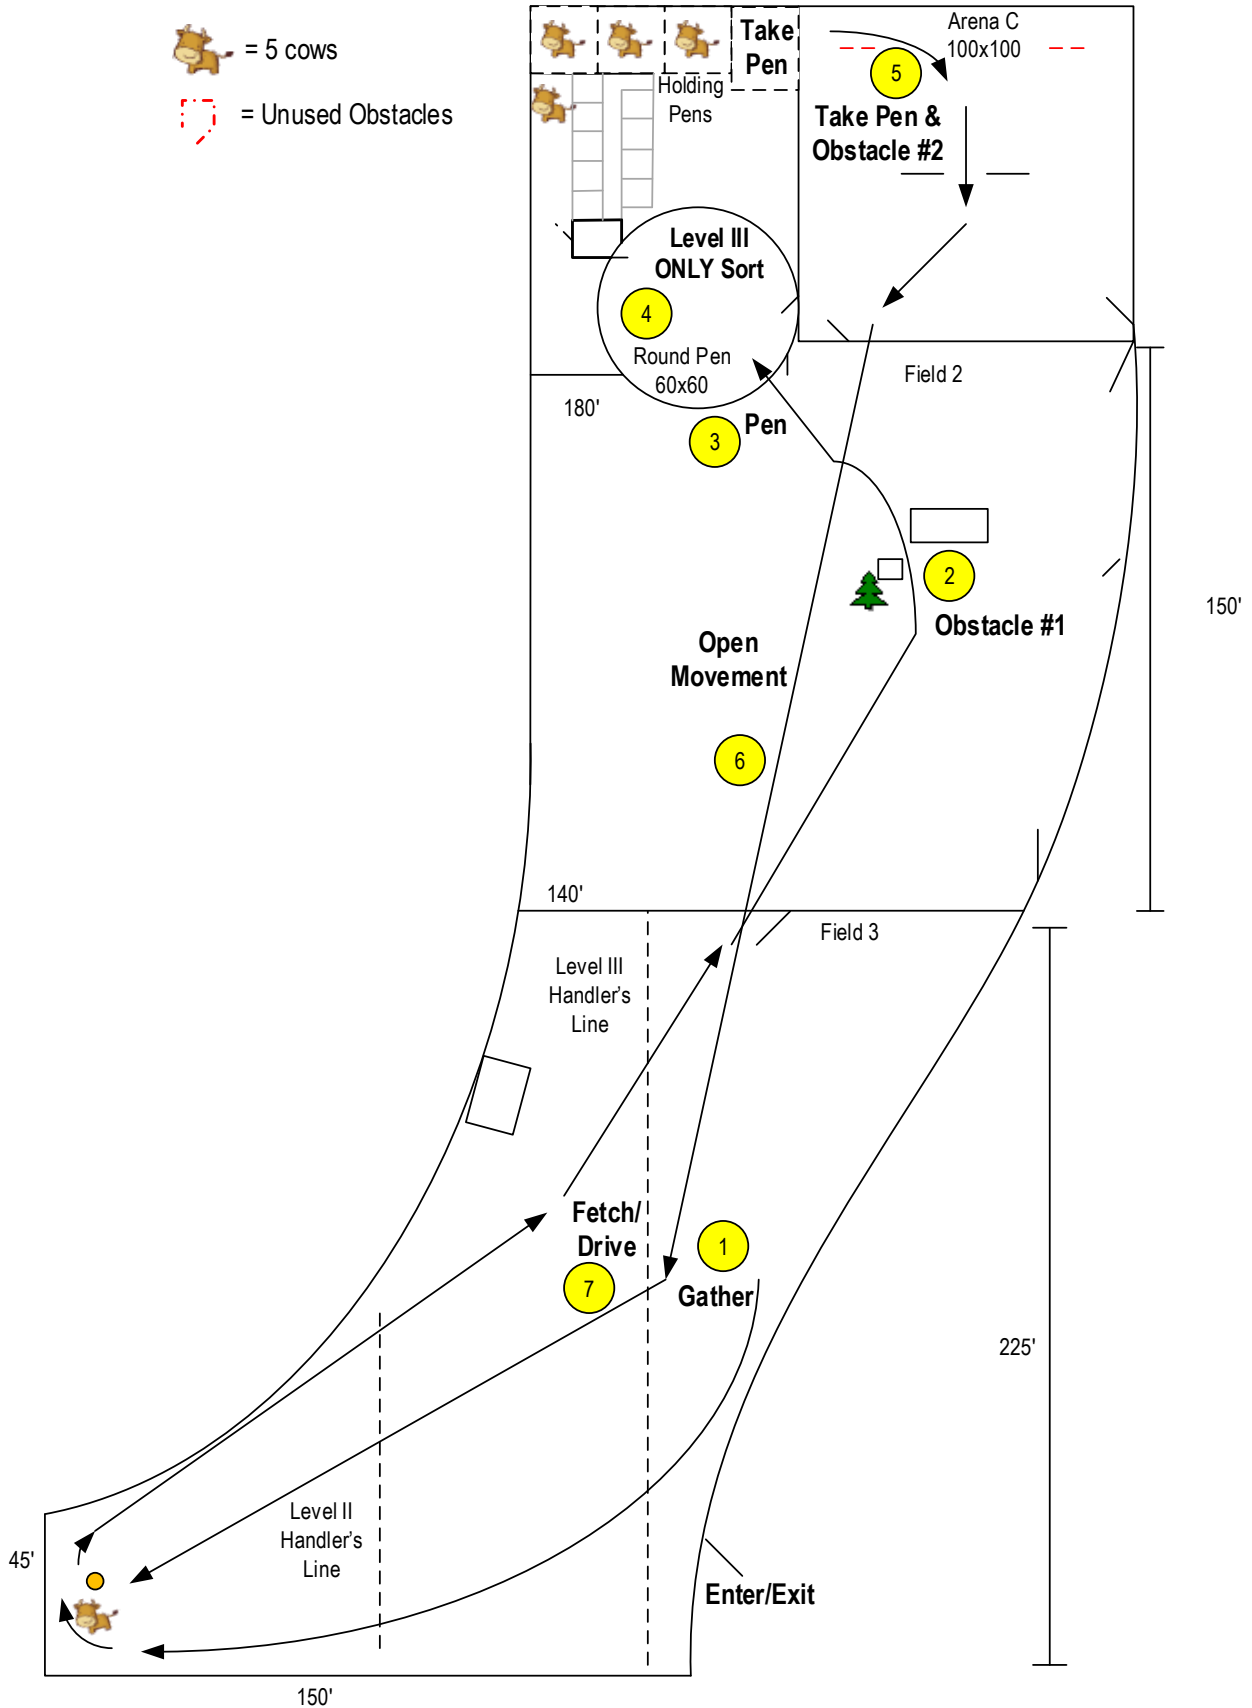 = 5 cows
= Unused Obstacles
Take
Pen
Holding
Pens
Arena C
100x100
5
Take Pen &
Obstacle #2
Level III
ONLY Sort
4
Round Pen
60x60
180'
Field 2
3
Pen
2
Obstacle #1
150'
Open
Movement
6
140'
Field 3
Level III
Handler's
Line
Fetch/
Drive
7
1
Gather
225'
Level II
Handler's
Line
45'
Enter/Exit
150'